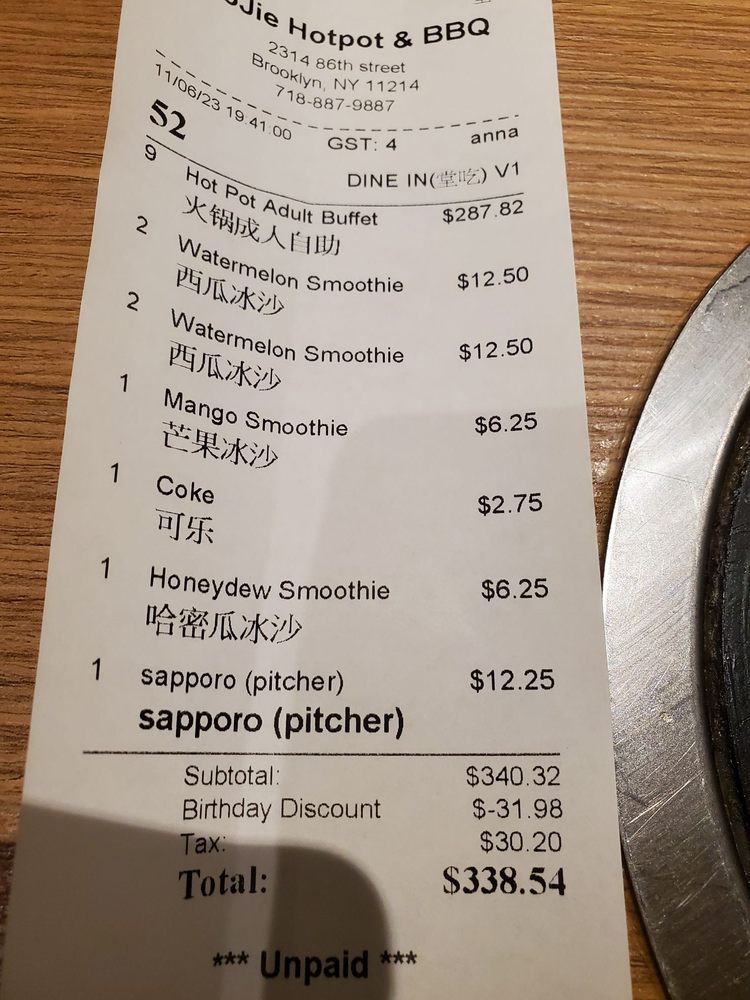 Jie Hotpot & BBQ
2314 86th street
Brooklyn, NY 11214
718-887-9887
11/06/23 19:41:00
52 GST: 4 anna
DINE IN(堂吃) V1
9 Hot Pot Adult Buffet $287.82
火锅成人自助
2 Watermelon Smoothie $12.50
西瓜冰沙
2 Watermelon Smoothie $12.50
西瓜冰沙
1 Mango Smoothie $6.25
芒果冰沙
1 Coke $2.75
可乐
1 Honeydew Smoothie $6.25
哈密瓜冰沙
1 sapporo (pitcher) $12.25
sapporo (pitcher)
Subtotal: $340.32
Birthday Discount $-31.98
Tax: $30.20
Total: $338.54
*** Unpaid ***